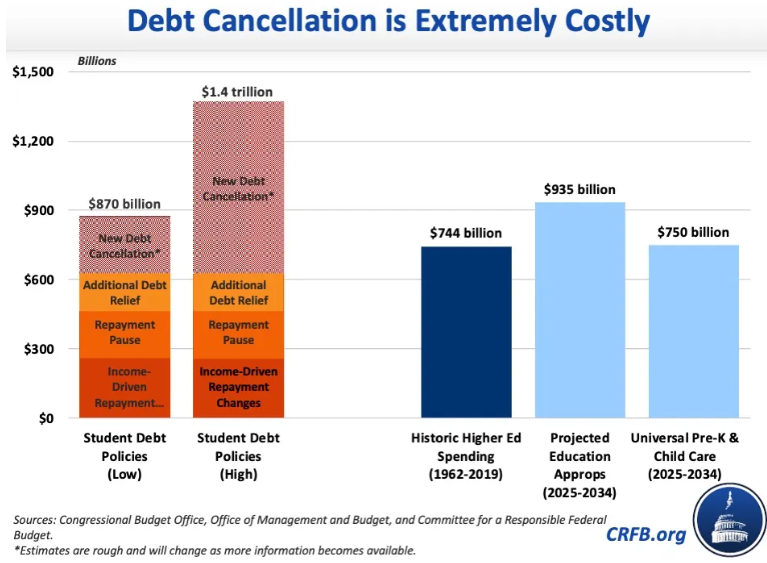 Debt Cancellation is Extremely Costly
Billions
$1,500
$1,200
$900
$600
$300
$0
$870 billion
New Debt
Cancellation*
Additional Debt
Relief
Repayment
Pause
Income-
Driven
Repayment...
Student Debt
Policies
(Low)
$1.4 trillion
New Debt
Cancellation*
Additional
Debt Relief
Repayment
Pause
Income-Driven
Repayment
Changes
Student Debt
Policies
(High)
$744 billion
Historic Higher Ed
Spending
(1962-2019)
$935 billion
Projected
Education
Approps
(2025-2034)
$750 billion
Universal Pre-K &
Child Care
(2025-2034)
Sources: Congressional Budget Office, Office of Management and Budget, and Committee for a Responsible Federal
Budget.
*Estimates are rough and will change as more information becomes available.
CRFB.org